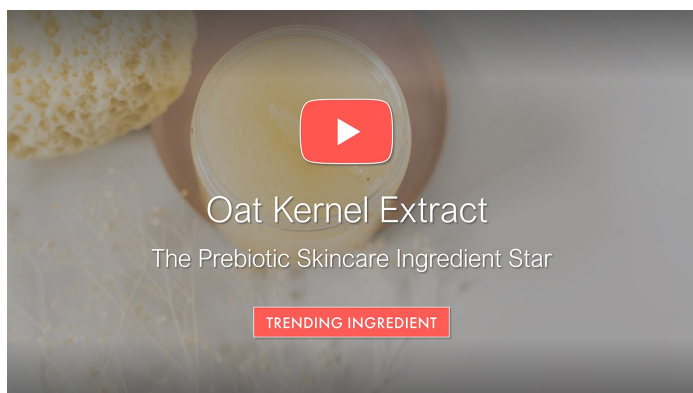 Oat Kernel Extract
The Prebiotic Skincare Ingredient Star
TRENDING INGREDIENT